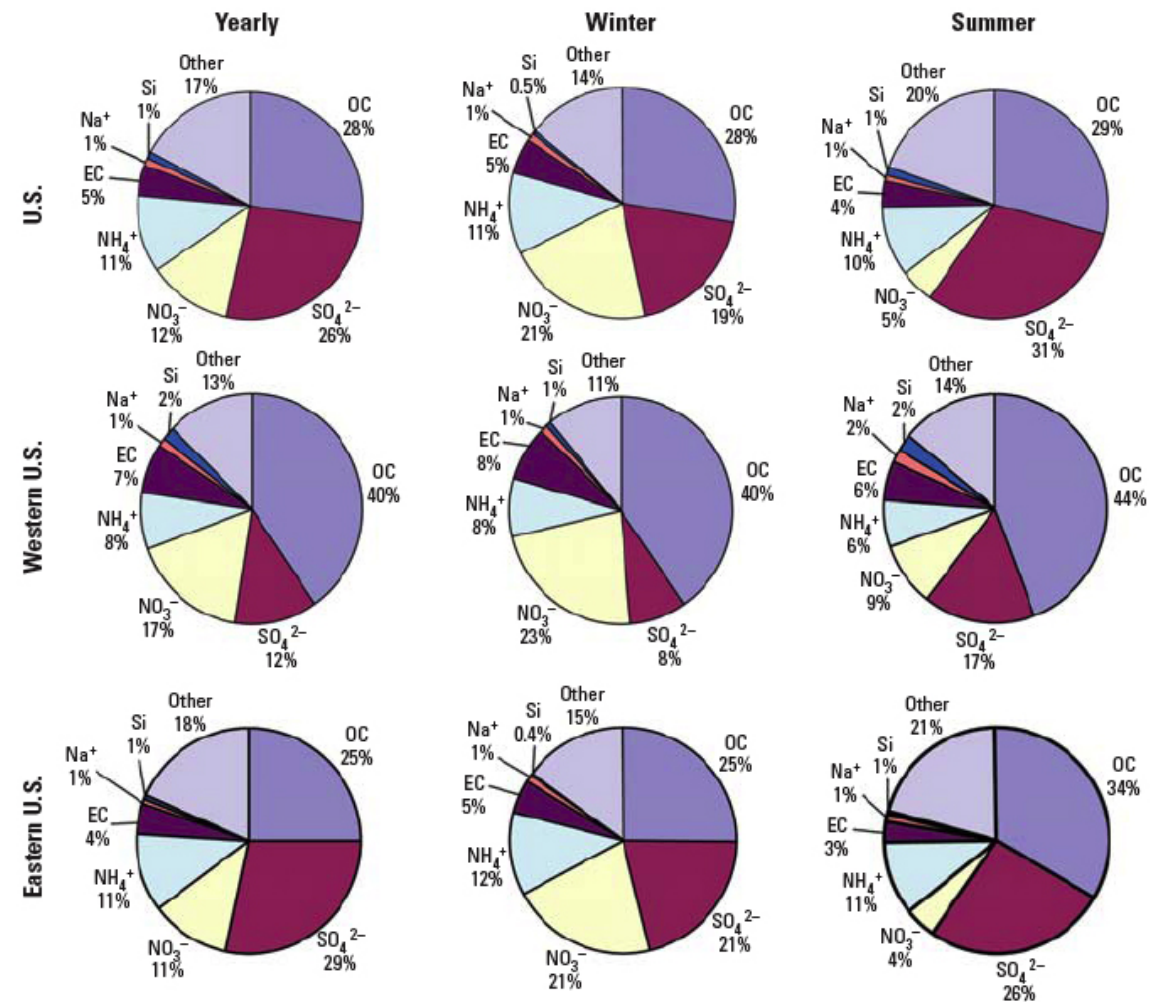 Yearly
Winter
Summer
U.S.
Other
17%
Si
1%
Na⁺
1%
EC
5%
NH₄⁺
11%
NO₃⁻
12%
SO₄²⁻
26%
OC
28%
Other
14%
Si
0.5%
Na⁺
1%
EC
5%
NH₄⁺
11%
NO₃⁻
21%
SO₄²⁻
19%
OC
28%
Other
20%
Si
1%
Na⁺
1%
EC
4%
NH₄⁺
10%
NO₃⁻
5%
SO₄²⁻
31%
OC
29%
Western U.S.
Other
13%
Si
2%
Na⁺
1%
EC
7%
NH₄⁺
8%
NO₃⁻
17%
SO₄²⁻
12%
OC
40%
Other
11%
Si
1%
Na⁺
1%
EC
8%
NH₄⁺
8%
NO₃⁻
23%
SO₄²⁻
8%
OC
40%
Other
14%
Si
2%
Na⁺
2%
EC
6%
NH₄⁺
6%
NO₃⁻
9%
SO₄²⁻
17%
OC
44%
Eastern U.S.
Other
18%
Si
1%
Na⁺
1%
EC
4%
NH₄⁺
11%
NO₃⁻
11%
SO₄²⁻
29%
OC
25%
Other
15%
Si
0.4%
Na⁺
1%
EC
5%
NH₄⁺
12%
NO₃⁻
21%
SO₄²⁻
21%
OC
25%
Other
21%
Si
1%
Na⁺
1%
EC
3%
NH₄⁺
11%
NO₃⁻
4%
SO₄²⁻
26%
OC
34%